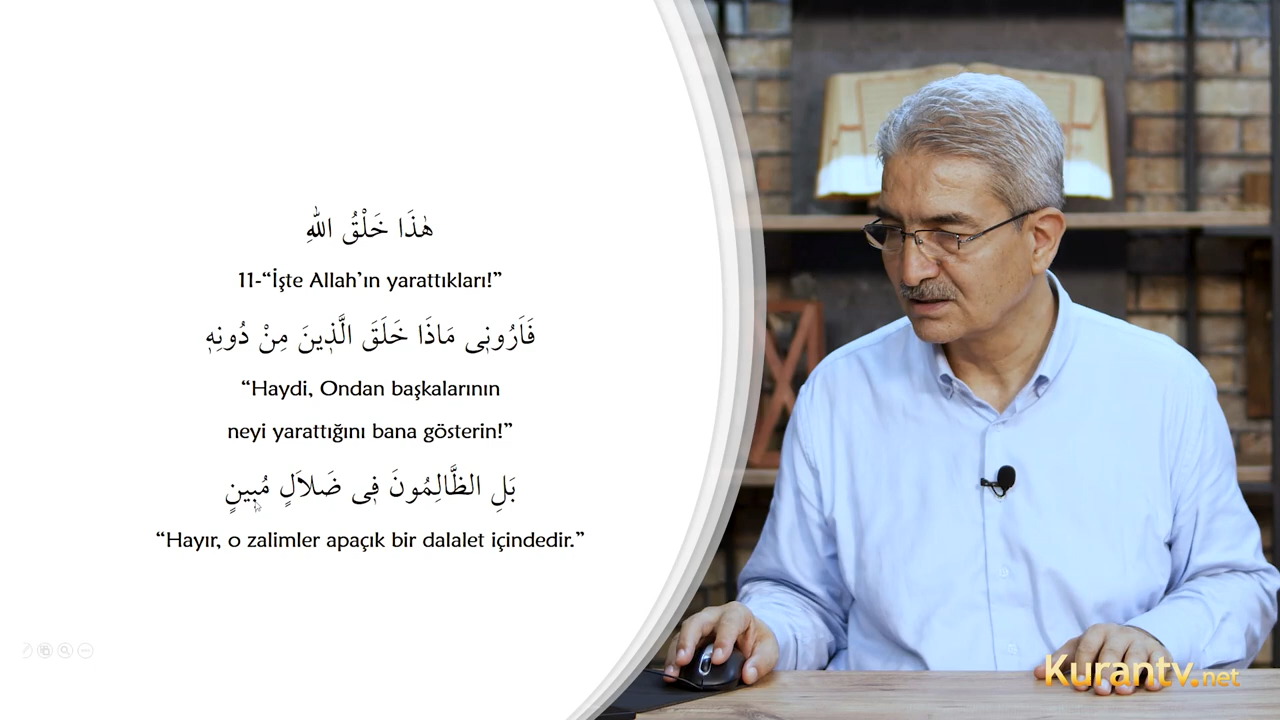 هٰذَا خَلْقُ اللّٰهِ
11-“İşte Allah’ın yarattıkları!”
فَاَرُونٖى مَاذَا خَلَقَ الَّذٖينَ مِنْ دُونِهٖ
“Haydi, Ondan başkalarının
neyi yarattığını bana gösterin!”
بَلِ الظَّالِمُونَ فٖى ضَلاَلٍ مُبٖينٍ
“Hayır, o zalimler apaçık bir dalalet içindedir.”
Kurantv.net